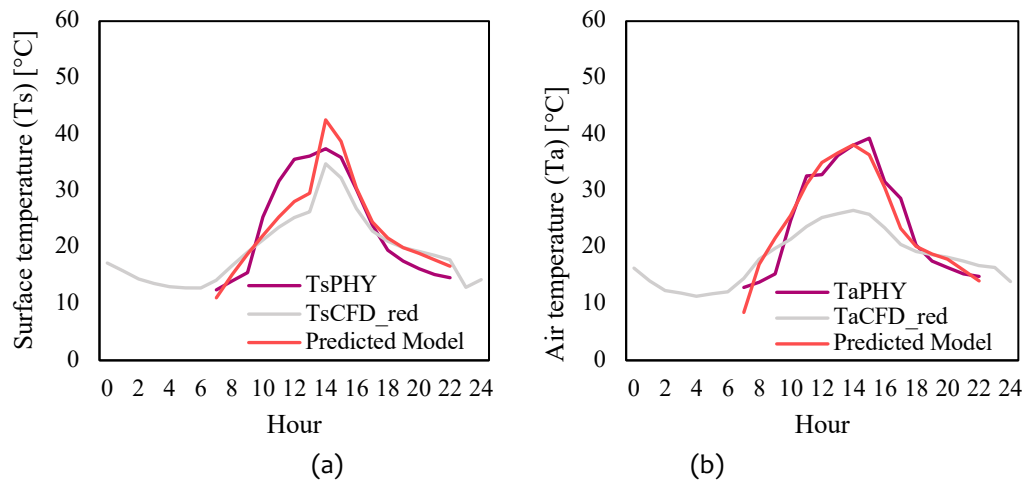 Surface temperature (Ts) [°C]
60
50
40
30
20
10
0
TsPHY
TsCFD_red
Predicted Model
0 2 4 6 8 10 12 14 16 18 20 22 24
Hour
(a)
Air temperature (Ta) [°C]
60
50
40
30
20
10
0
TaPHY
TaCFD_red
Predicted Model
0 2 4 6 8 10 12 14 16 18 20 22 24
Hour
(b)